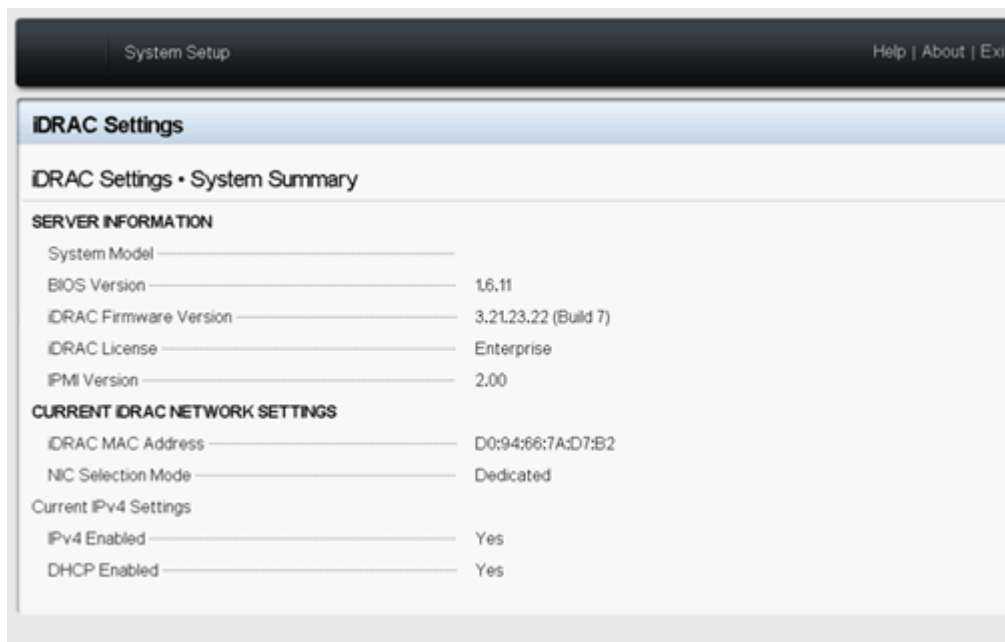 System Setup
Help | About | Exi
iDRAC Settings
iDRAC Settings • System Summary
SERVER INFORMATION
System Model
BIOS Version 1.6.11
iDRAC Firmware Version 3.21.23.22 (Build 7)
iDRAC License Enterprise
IPMI Version 2.00
CURRENT iDRAC NETWORK SETTINGS
iDRAC MAC Address D0:94:66:7A:D7:B2
NIC Selection Mode Dedicated
Current IPv4 Settings
IPv4 Enabled Yes
DHCP Enabled Yes